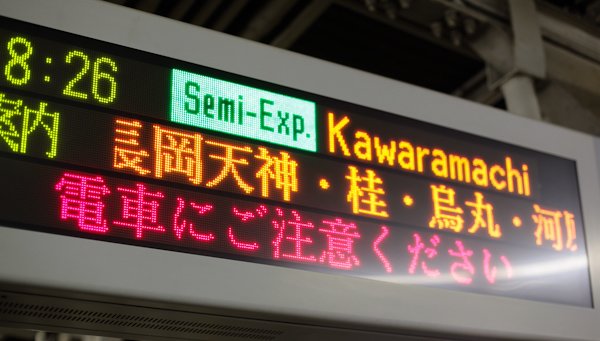 8:26 Semi-Exp. Kawaramachi
案内 長岡天神・桂・烏丸・河
電車にご注意ください